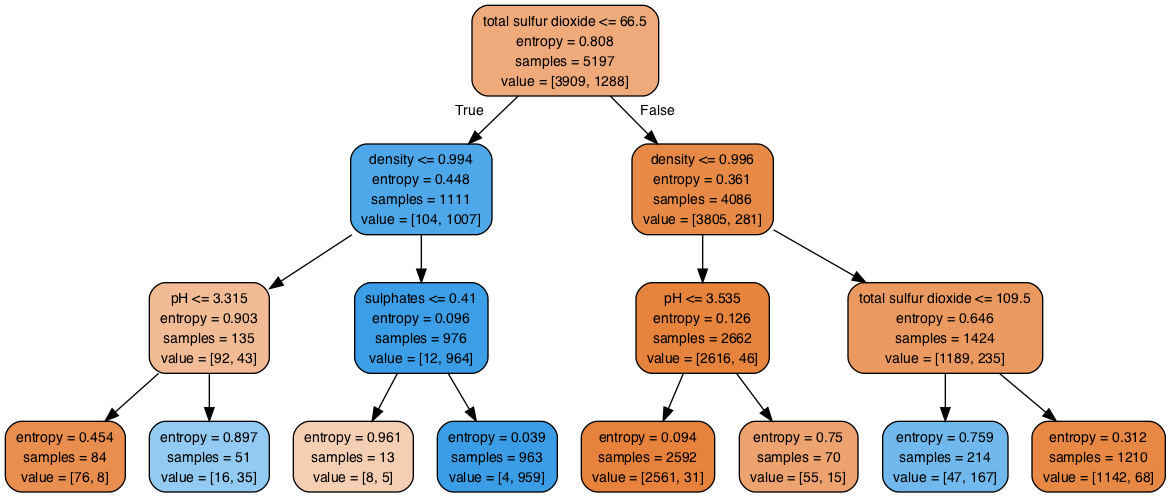 total sulfur dioxide <= 66.5
entropy = 0.808
samples = 5197
value = [3909, 1288]
True
False
density <= 0.994
entropy = 0.448
samples = 1111
value = [104, 1007]
density <= 0.996
entropy = 0.361
samples = 4086
value = [3805, 281]
pH <= 3.315
entropy = 0.903
samples = 135
value = [92, 43]
sulphates <= 0.41
entropy = 0.096
samples = 976
value = [12, 964]
pH <= 3.535
entropy = 0.126
samples = 2662
value = [2616, 46]
total sulfur dioxide <= 109.5
entropy = 0.646
samples = 1424
value = [1189, 235]
entropy = 0.454
samples = 84
value = [76, 8]
entropy = 0.897
samples = 51
value = [16, 35]
entropy = 0.961
samples = 13
value = [8, 5]
entropy = 0.039
samples = 963
value = [4, 959]
entropy = 0.094
samples = 2592
value = [2561, 31]
entropy = 0.75
samples = 70
value = [55, 15]
entropy = 0.759
samples = 214
value = [47, 167]
entropy = 0.312
samples = 1210
value = [1142, 68]